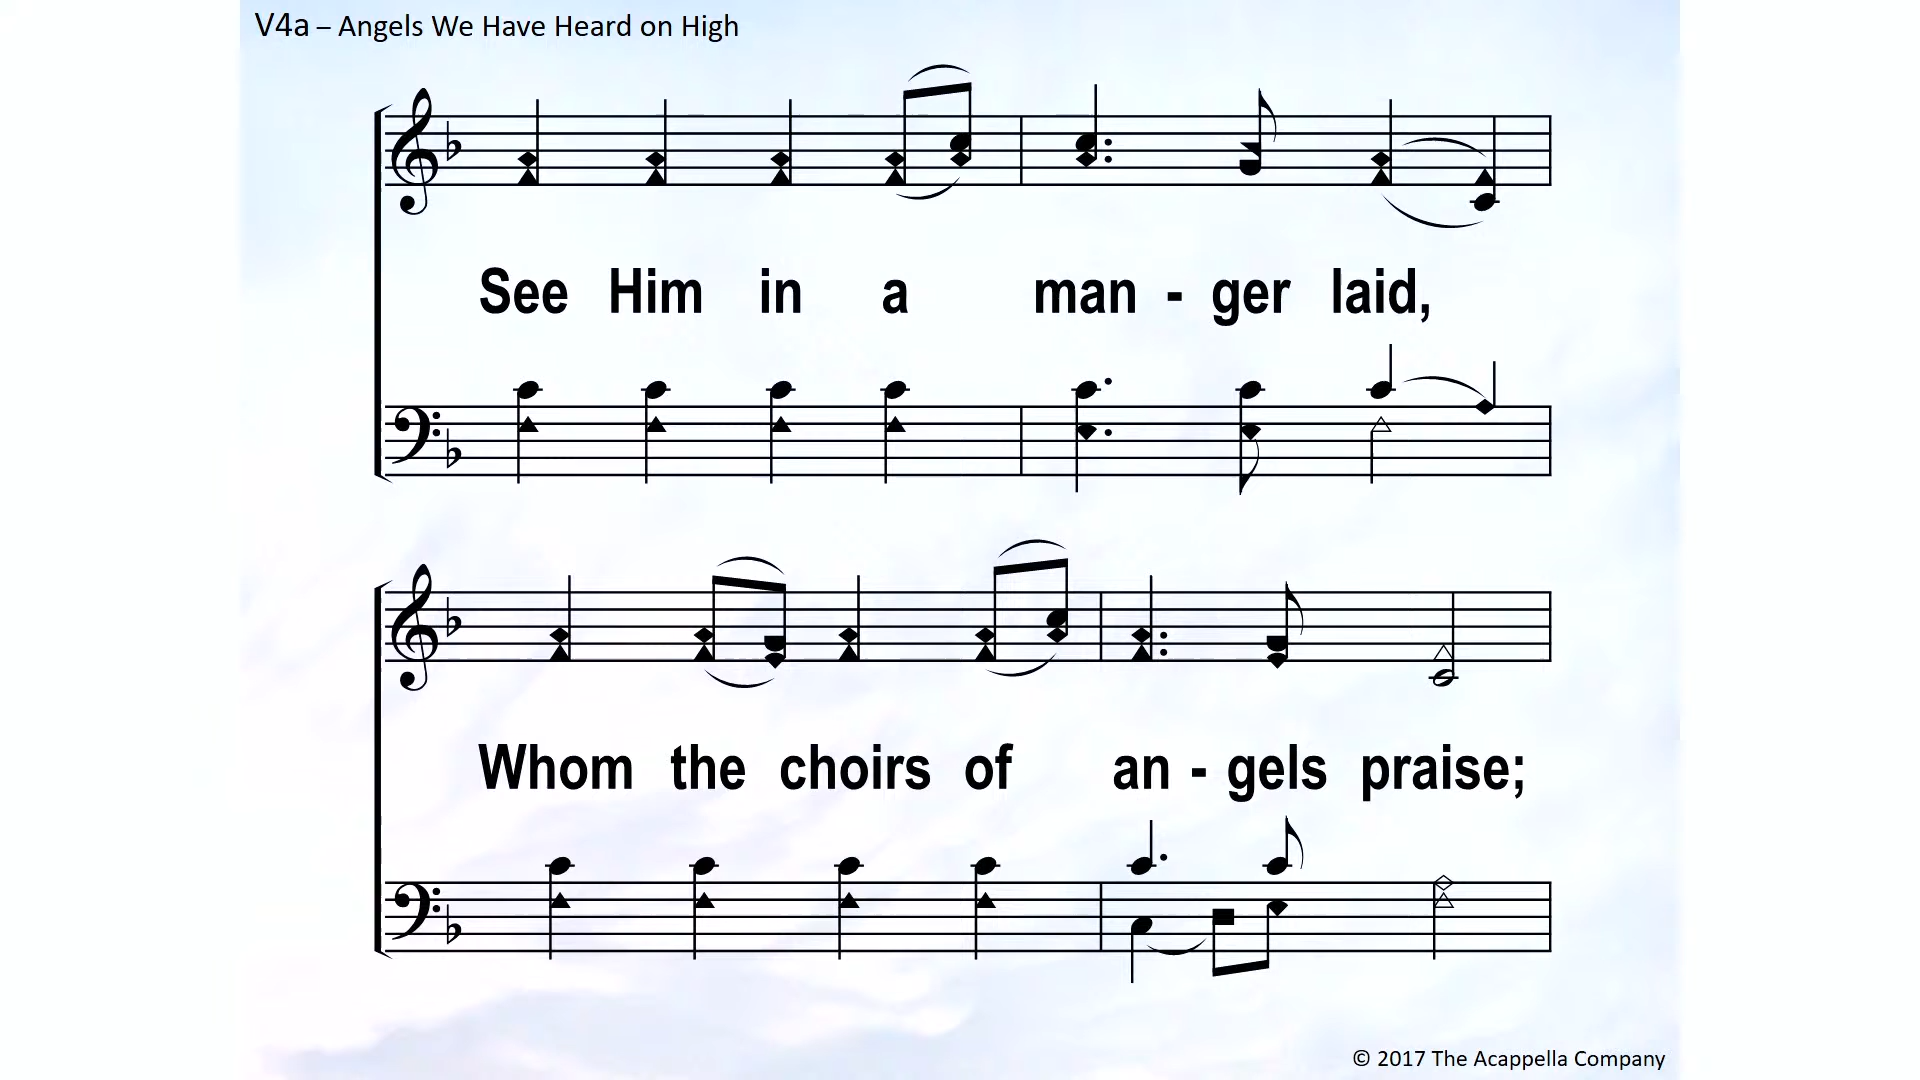 V4a – Angels We Have Heard on High
See Him in a man - ger laid,
Whom the choirs of an - gels praise;
© 2017 The Acappella Company